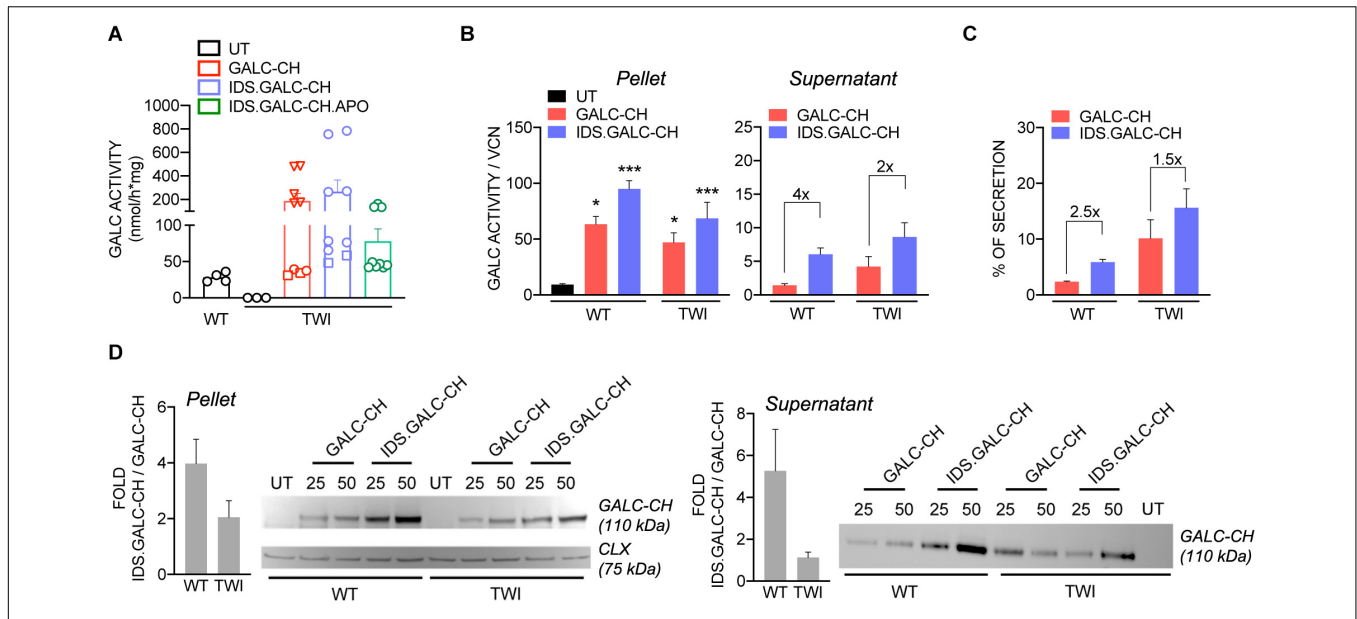 A
UT
GALC-CH
IDS.GALC-CH
IDS.GALC-CH.APO
GALC ACTIVITY
(nmol/h*mg)
1000
800
600
400
200
100
50
0
WT
TWI
B
Pellet
UT
GALC-CH
IDS.GALC-CH
GALC ACTIVITY / VCN
150
100
50
0
*
***
*
***
WT
TWI
Supernatant
GALC-CH
IDS.GALC-CH
25
20
15
10
5
0
4x
2x
WT
TWI
C
GALC-CH
IDS.GALC-CH
% OF SECRETION
30
20
10
0
2.5x
1.5x
WT
TWI
D
Pellet
FOLD
IDS.GALC-CH / GALC-CH
6
4
2
0
WT TWI
GALC-CH IDS.GALC-CH GALC-CH IDS.GALC-CH
UT 25 50 25 50 UT 25 50 25 50
GALC-CH
(110 kDa)
CLX
(75 kDa)
WT TWI
Supernatant
FOLD
IDS.GALC-CH / GALC-CH
8
6
4
2
0
WT TWI
GALC-CH IDS.GALC-CH GALC-CH IDS.GALC-CH
25 50 25 50 25 50 25 50 UT
GALC-CH
(110 kDa)
WT TWI